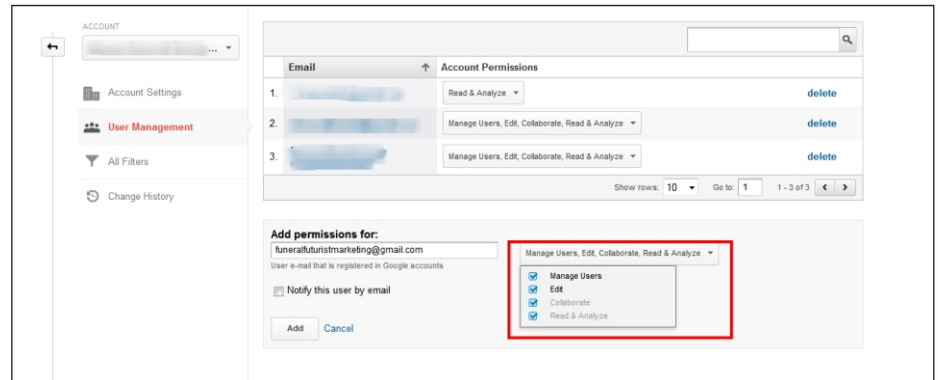 ACCOUNT
...
Account Settings
User Management
All Filters
Change History
Email Account Permissions
1. Read & Analyze delete
2. Manage Users, Edit, Collaborate, Read & Analyze delete
3. Manage Users, Edit, Collaborate, Read & Analyze delete
Show rows: 10 Go to: 1 1 - 3 of 3
Add permissions for:
funeralfuturistmarketing@gmail.com
User e-mail that is registered in Google accounts
Notify this user by email
Add Cancel
Manage Users, Edit, Collaborate, Read & Analyze
Manage Users
Edit
Collaborate
Read & Analyze